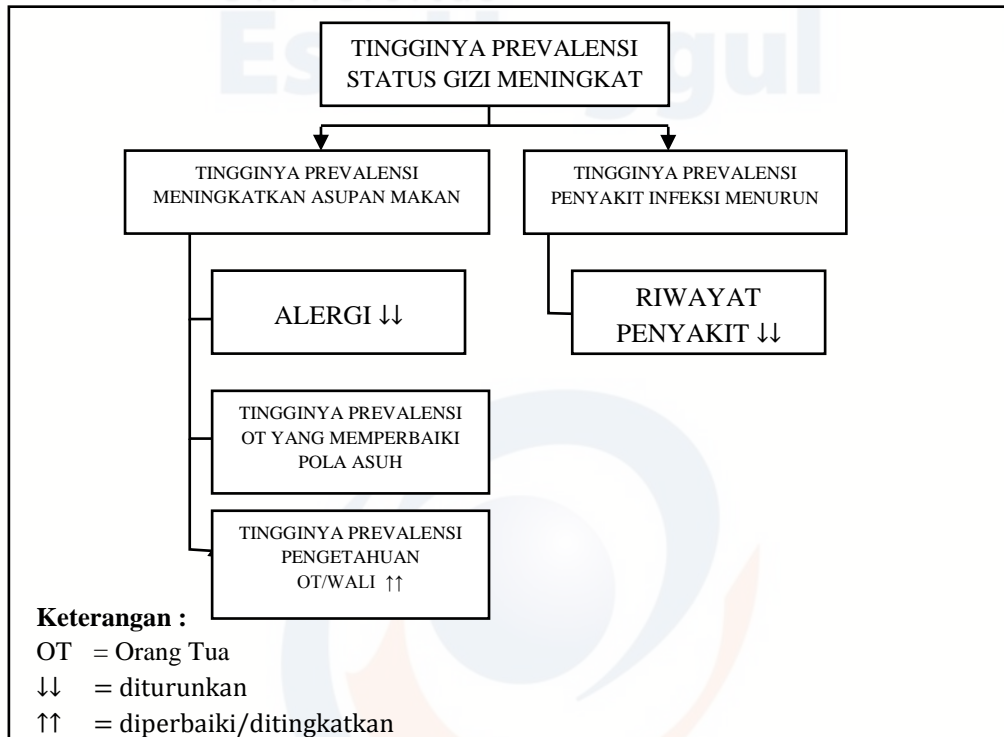 TINGGINYA PREVALENSI
STATUS GIZI MENINGKAT
TINGGINYA PREVALENSI
MENINGKATKAN ASUPAN MAKAN
TINGGINYA PREVALENSI
PENYAKIT INFEKSI MENURUN
ALERGI ↓↓
RIWAYAT
PENYAKIT ↓↓
TINGGINYA PREVALENSI
OT YANG MEMPERBAIKI
POLA ASUH
TINGGINYA PREVALENSI
PENGETAHUAN
OT/WALI ↑↑
Keterangan :
OT = Orang Tua
↓↓ = diturunkan
↑↑ = diperbaiki/ditingkatkan